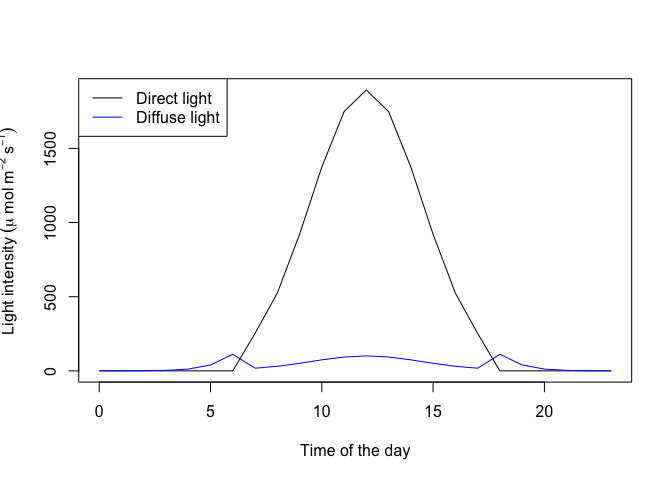 Direct light
Diffuse light
Light intensity (μ mol m⁻² s⁻¹)
1500
1000
500
0
0 5 10 15 20
Time of the day